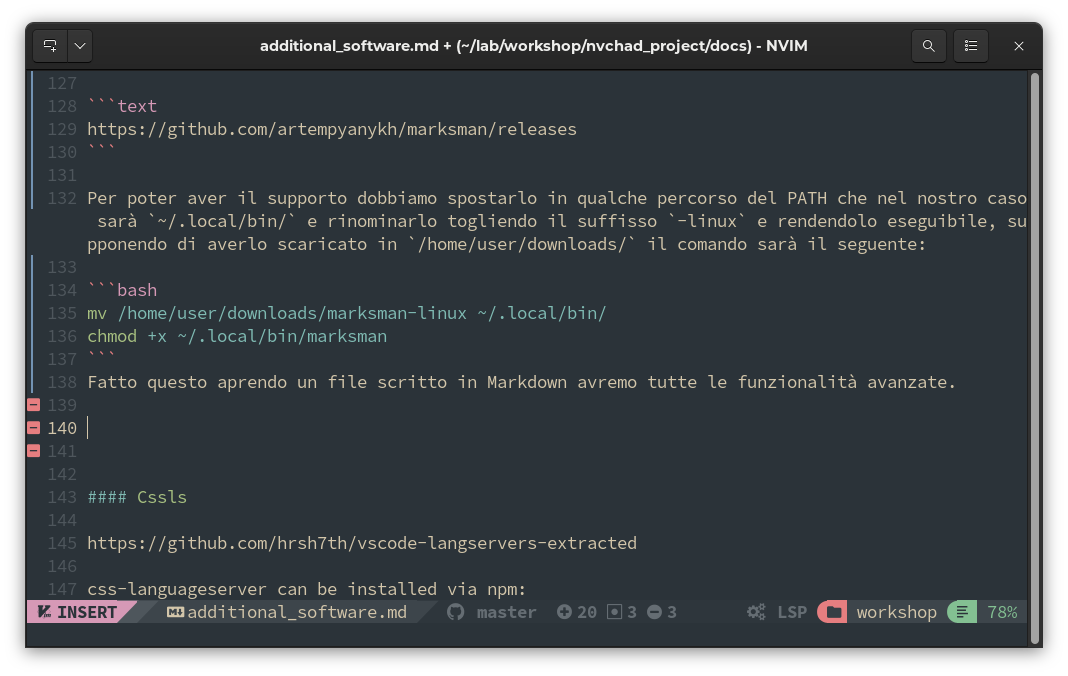 additional_software.md + (~/lab/workshop/nvchad_project/docs) - NVIM
127
128 ```text
129 https://github.com/artempyanykh/marksman/releases
130 ```
131
132 Per poter aver il supporto dobbiamo spostarlo in qualche percorso del PATH che nel nostro caso
sarà `~/.local/bin/` e rinominarlo togliendo il suffisso `-linux` e rendendolo eseguibile, su
pponendo di averlo scaricato in `/home/user/downloads/` il comando sarà il seguente:
133
134 ```bash
135 mv /home/user/downloads/marksman-linux ~/.local/bin/
136 chmod +x ~/.local/bin/marksman
137 ```
138 Fatto questo aprendo un file scritto in Markdown avremo tutte le funzionalità avanzate.
139
140
141
142
143 #### Cssls
144
145 https://github.com/hrsh7th/vscode-langservers-extracted
146
147 css-languageserver can be installed via npm:
INSERT additional_software.md master 20 3 3 LSP workshop 78%